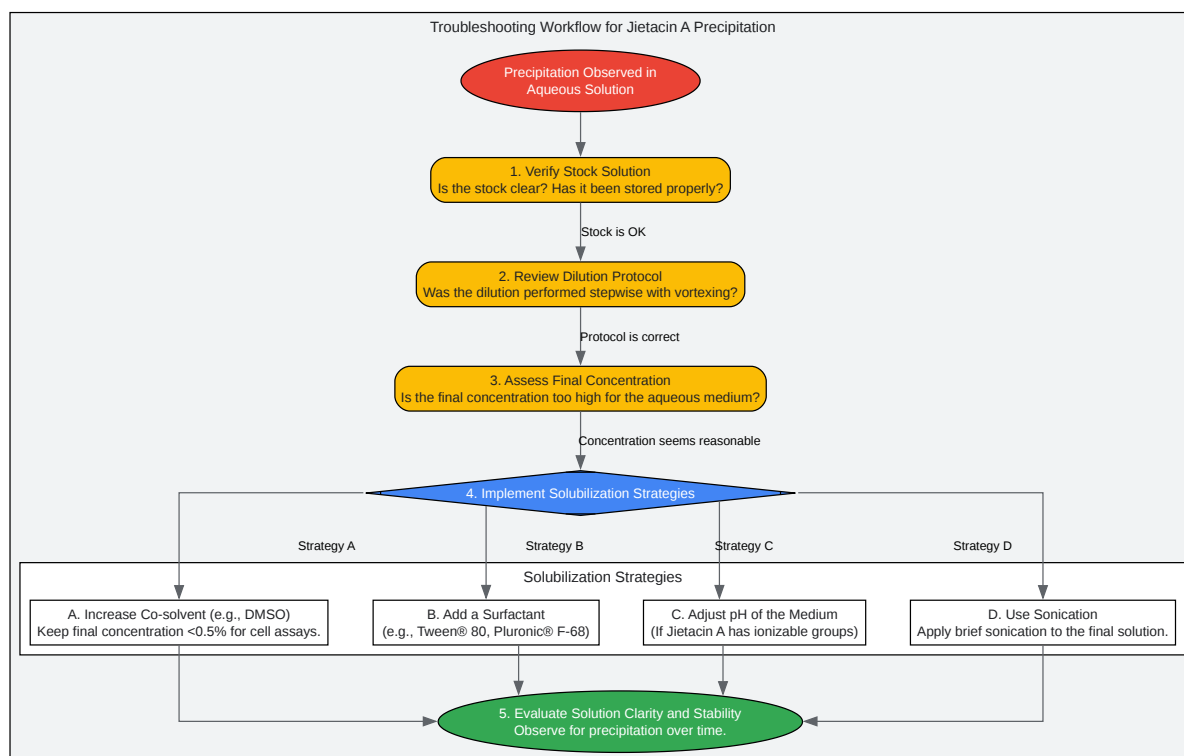 Troubleshooting Workflow for Jietacin A Precipitation
Precipitation Observed in
Aqueous Solution
1. Verify Stock Solution
Is the stock clear? Has it been stored properly?
Stock is OK
2. Review Dilution Protocol
Was the dilution performed stepwise with vortexing?
Protocol is correct
3. Assess Final Concentration
Is the final concentration too high for the aqueous medium?
Concentration seems reasonable
4. Implement Solubilization Strategies
Strategy A
Strategy B
Strategy C
Strategy D
Solubilization Strategies
A. Increase Co-solvent (e.g., DMSO)
Keep final concentration <0.5% for cell assays.
B. Add a Surfactant
(e.g., Tween® 80, Pluronic® F-68)
C. Adjust pH of the Medium
(If Jietacin A has ionizable groups)
D. Use Sonication
Apply brief sonication to the final solution.
5. Evaluate Solution Clarity and Stability
Observe for precipitation over time.